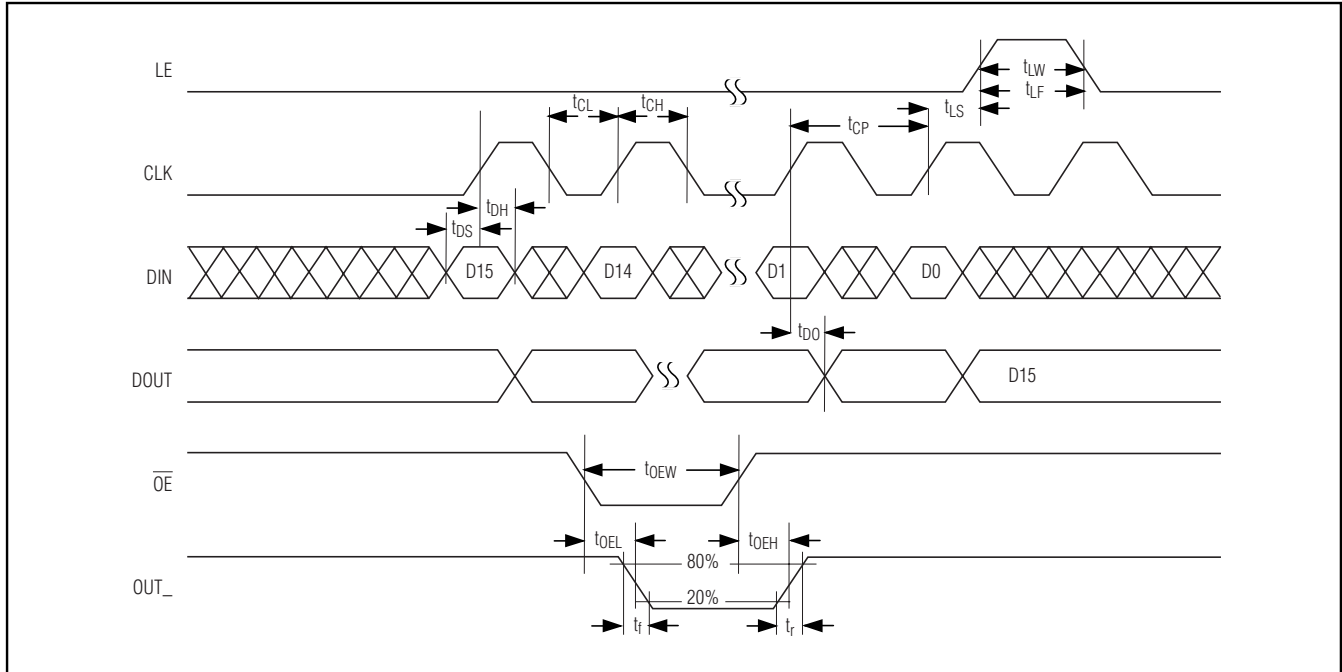 LE
tLW
tLF
tCL
tCH
tLS
tCP
CLK
tDH
tDS
DIN
D15
D14
D1
D0
tDO
DOUT
D15
OE
tOEW
tOEL
tOEH
80%
OUT_
20%
tf
tr